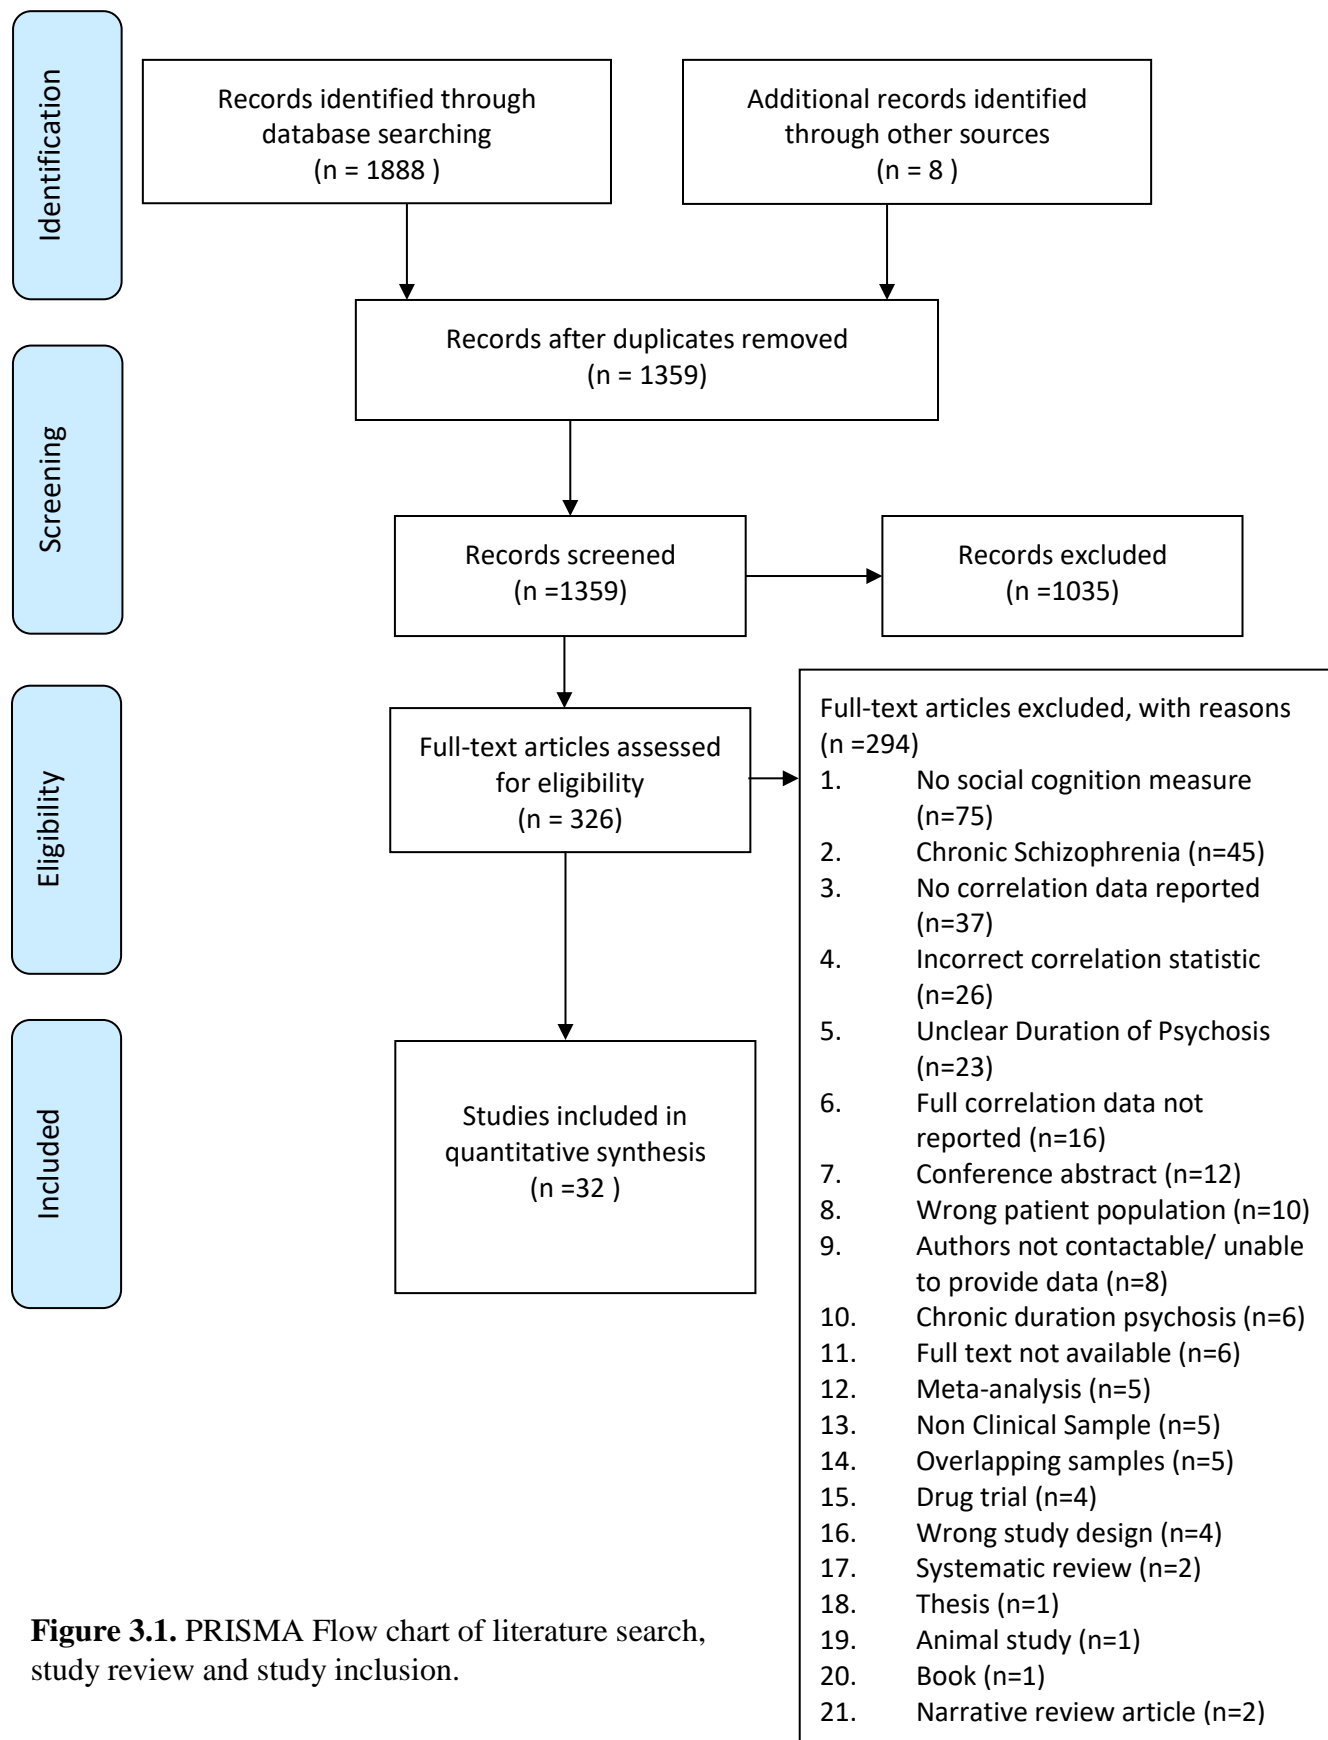 Identification
Records identified through
database searching
(n = 1888 )
Additional records identified
through other sources
(n = 8 )
Records after duplicates removed
(n = 1359)
Screening
Records screened
(n =1359)
Records excluded
(n =1035)
Eligibility
Full-text articles assessed
for eligibility
(n = 326)
Full-text articles excluded, with reasons
(n =294)
1. No social cognition measure
(n=75)
2. Chronic Schizophrenia (n=45)
3. No correlation data reported
(n=37)
4. Incorrect correlation statistic
(n=26)
5. Unclear Duration of Psychosis
(n=23)
6. Full correlation data not
reported (n=16)
7. Conference abstract (n=12)
8. Wrong patient population (n=10)
9. Authors not contactable/ unable
to provide data (n=8)
10. Chronic duration psychosis (n=6)
11. Full text not available (n=6)
12. Meta-analysis (n=5)
13. Non Clinical Sample (n=5)
14. Overlapping samples (n=5)
15. Drug trial (n=4)
16. Wrong study design (n=4)
17. Systematic review (n=2)
18. Thesis (n=1)
19. Animal study (n=1)
20. Book (n=1)
21. Narrative review article (n=2)
Included
Studies included in
quantitative synthesis
(n =32 )
Figure 3.1. PRISMA Flow chart of literature search,
study review and study inclusion.